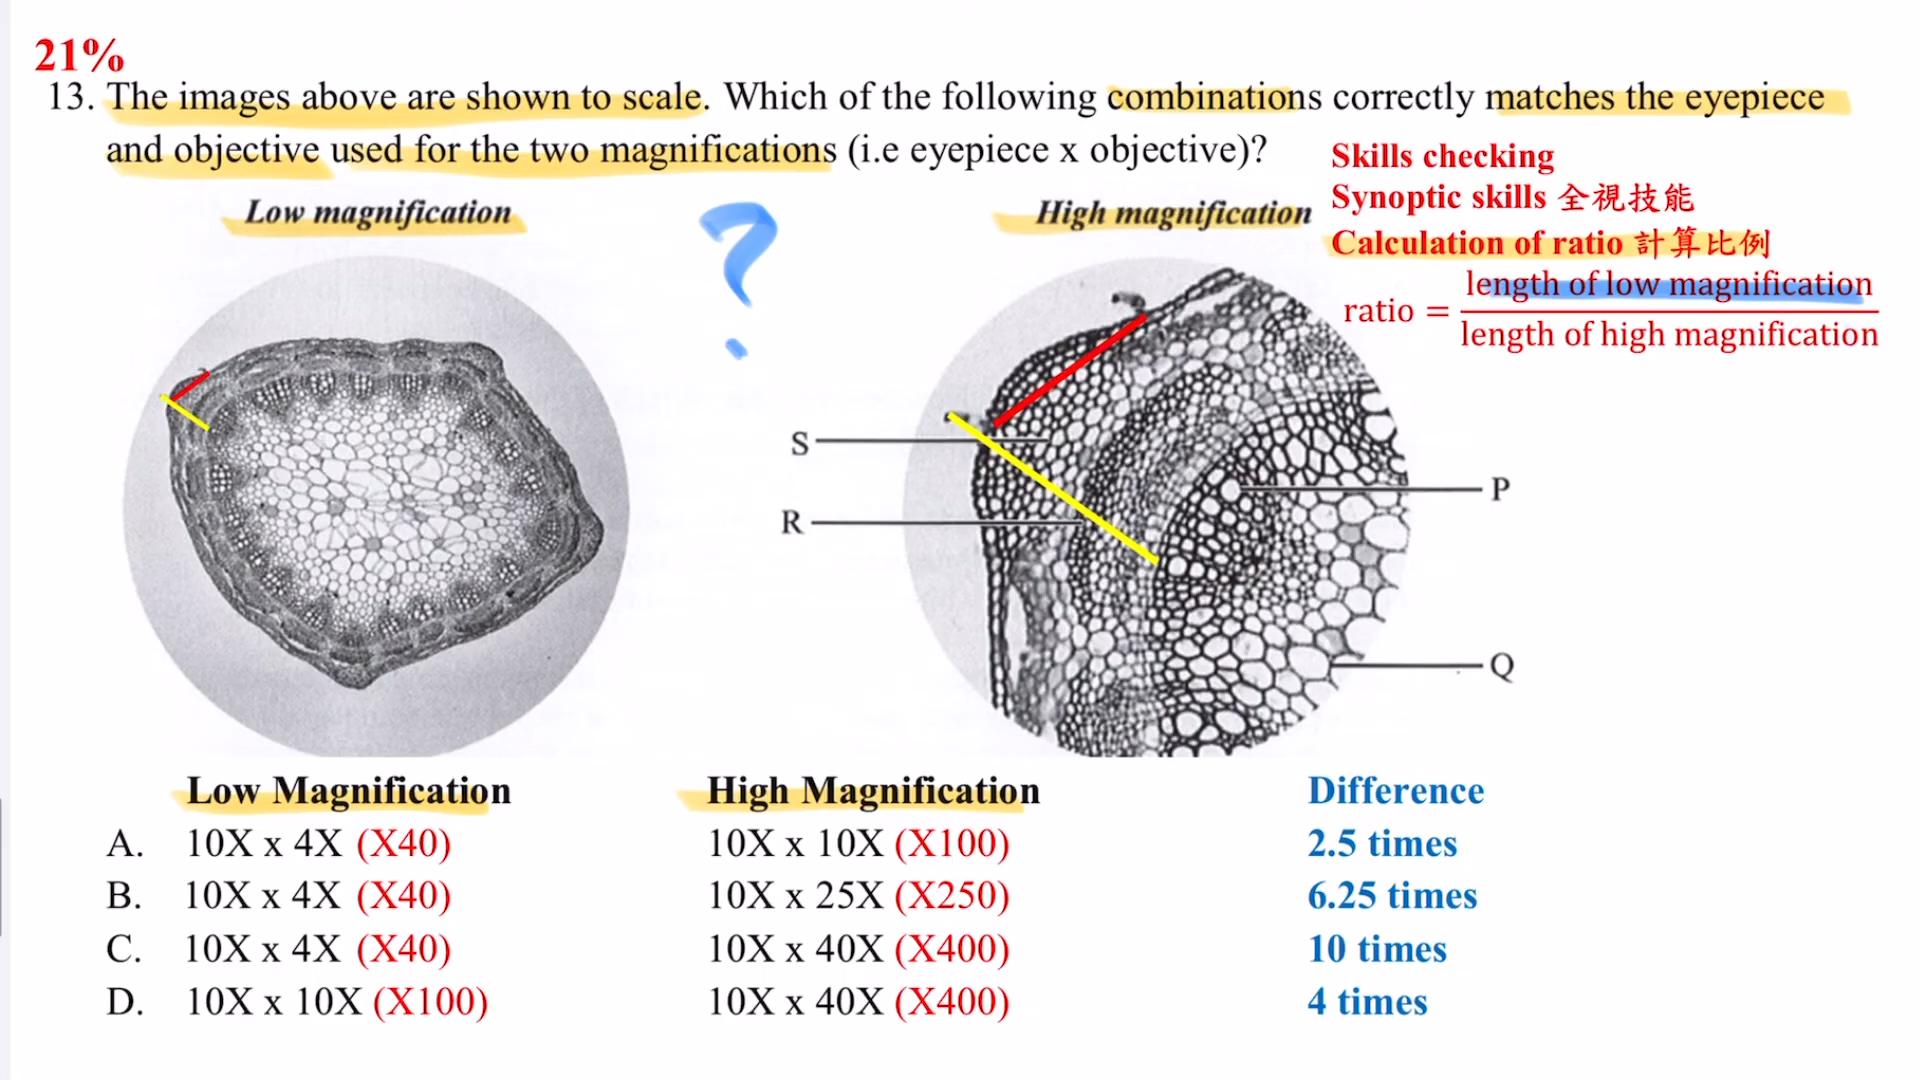 21%
13. The images above are shown to scale. Which of the following combinations correctly matches the eyepiece
and objective used for the two magnifications (i.e eyepiece x objective)?
Skills checking
Synoptic skills 全視技能
Calculation of ratio 計算比例
ratio = length of low magnification
length of high magnification
Low magnification
?
High magnification
S
R
P
Q
Low Magnification High Magnification Difference
A. 10X x 4X (X40) 10X x 10X (X100) 2.5 times
B. 10X x 4X (X40) 10X x 25X (X250) 6.25 times
C. 10X x 4X (X40) 10X x 40X (X400) 10 times
D. 10X x 10X (X100) 10X x 40X (X400) 4 times